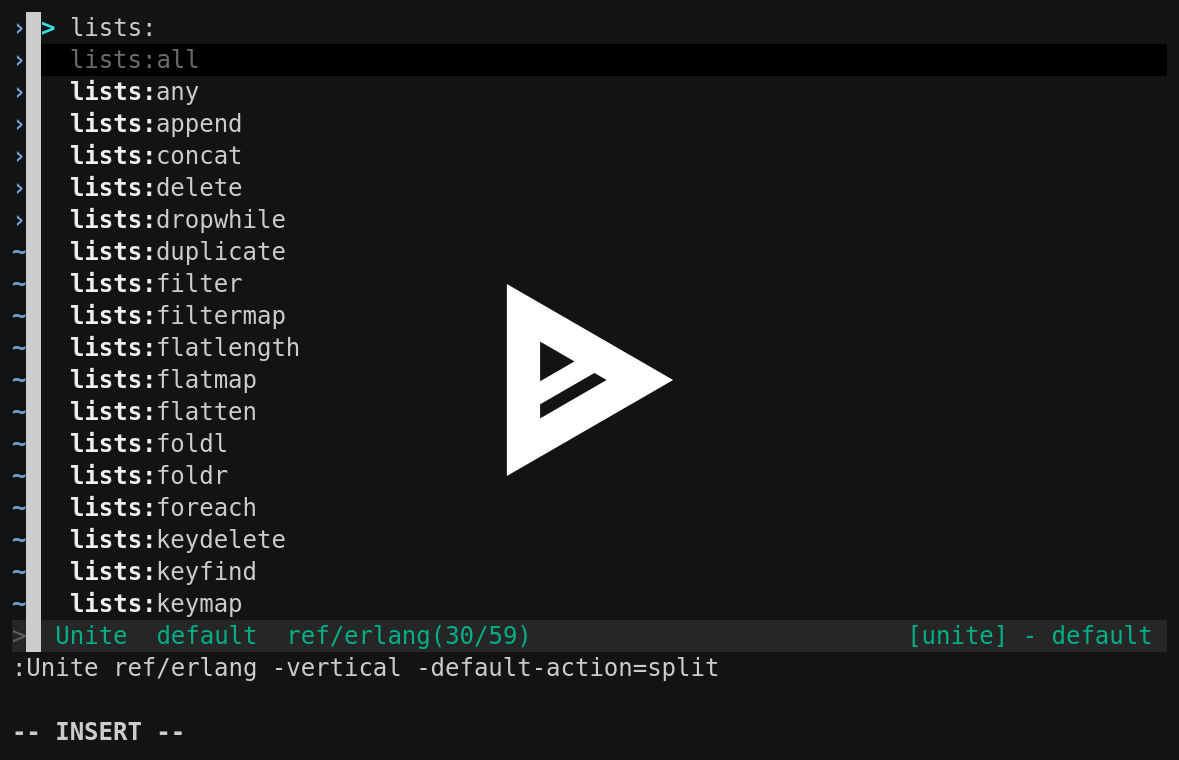 › > lists:
› lists:all
› lists:any
› lists:append
› lists:concat
› lists:delete
› lists:dropwhile
~ lists:duplicate
~ lists:filter
~ lists:filtermap
~ lists:flatlength
~ lists:flatmap
~ lists:flatten
~ lists:foldl
~ lists:foldr
~ lists:foreach
~ lists:keydelete
~ lists:keyfind
~ lists:keymap
> Unite default ref/erlang(30/59) [unite] - default
:Unite ref/erlang -vertical -default-action=split
-- INSERT --